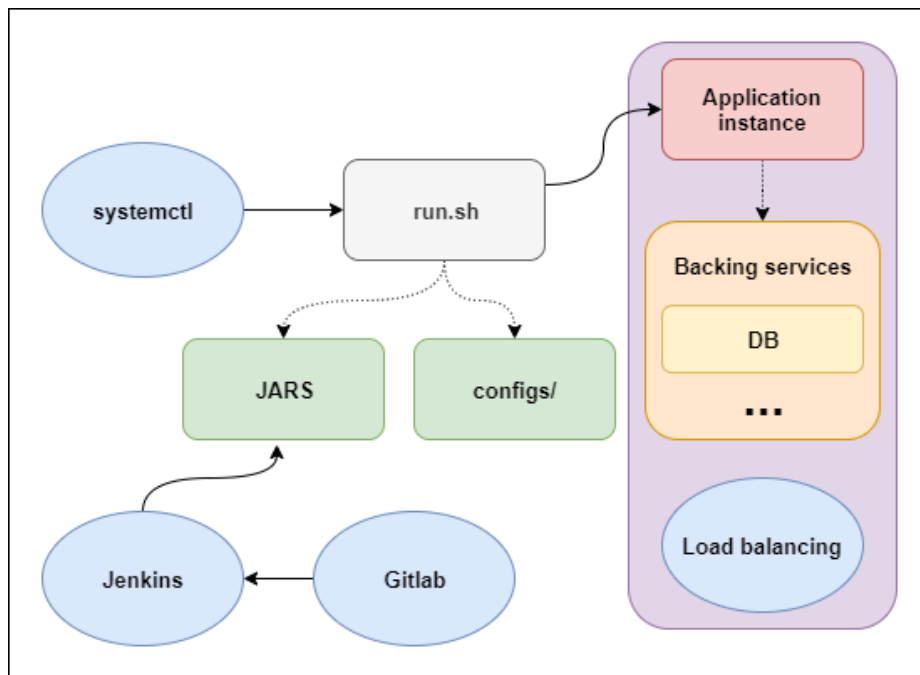 Application
instance
systemctl
run.sh
Backing services
DB
...
JARS
configs/
Jenkins
Gitlab
Load balancing